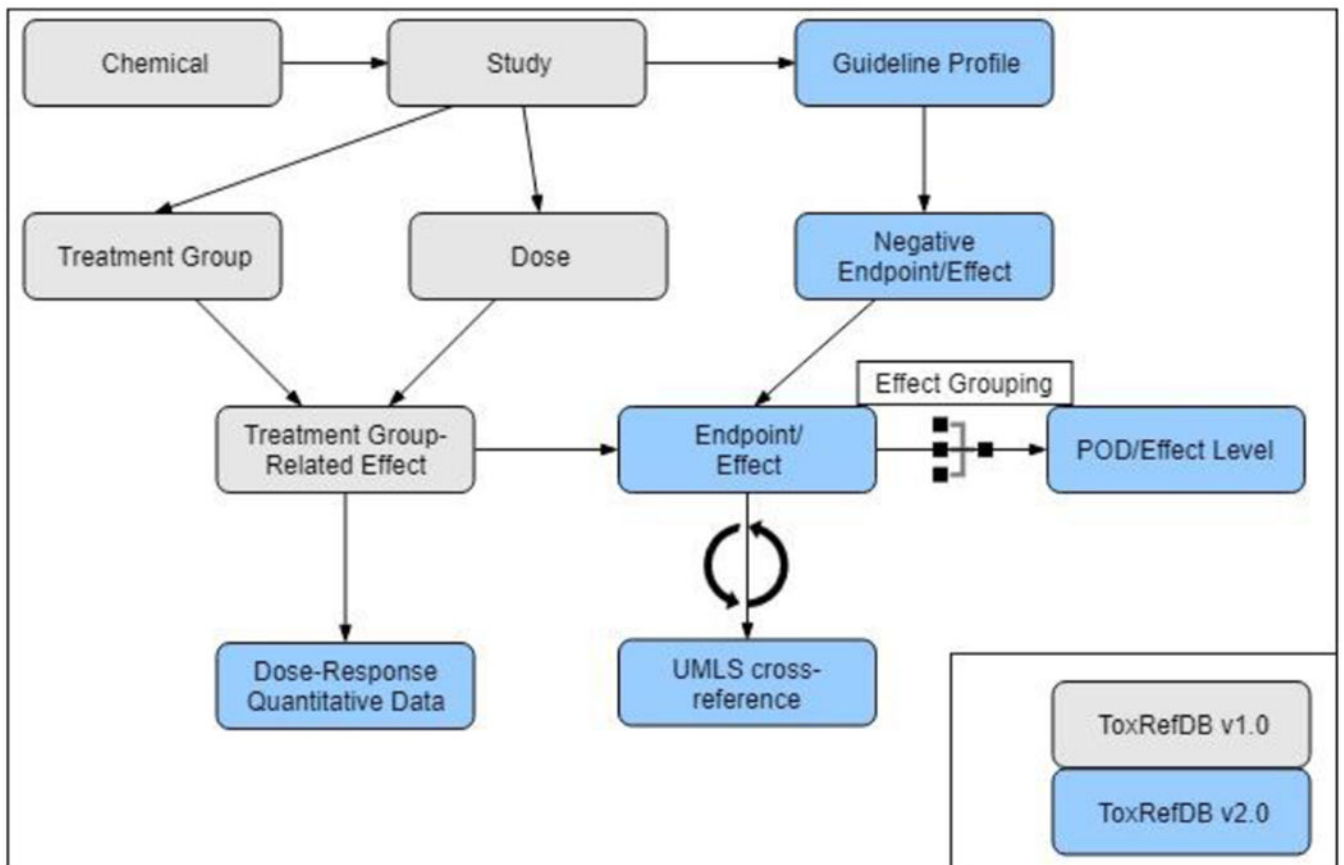 Chemical
Study
Guideline Profile
Treatment Group
Dose
Negative
Endpoint/Effect
Effect Grouping
Treatment Group-
Related Effect
Endpoint/
Effect
POD/Effect Level
Dose-Response
Quantitative Data
UMLS cross-
reference
ToxRefDB v1.0
ToxRefDB v2.0